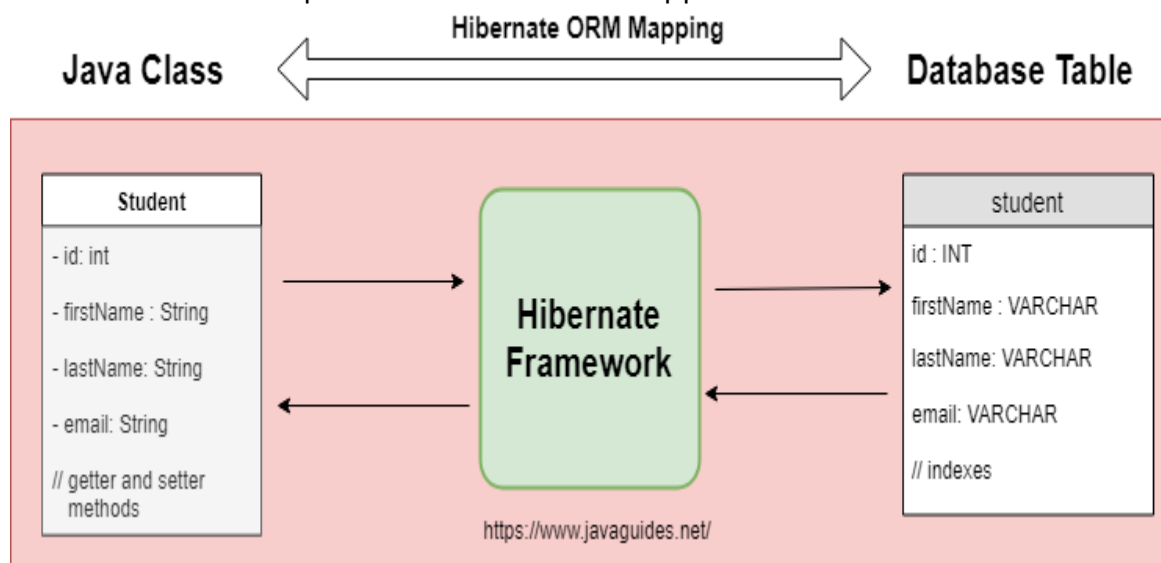 Hibernate ORM Mapping
Java Class
Database Table
Student
- id: int
- firstName : String
- lastName: String
- email: String
// getter and setter
methods
Hibernate
Framework
https://www.javaguides.net/
student
id : INT
firstName : VARCHAR
lastName: VARCHAR
email: VARCHAR
// indexes